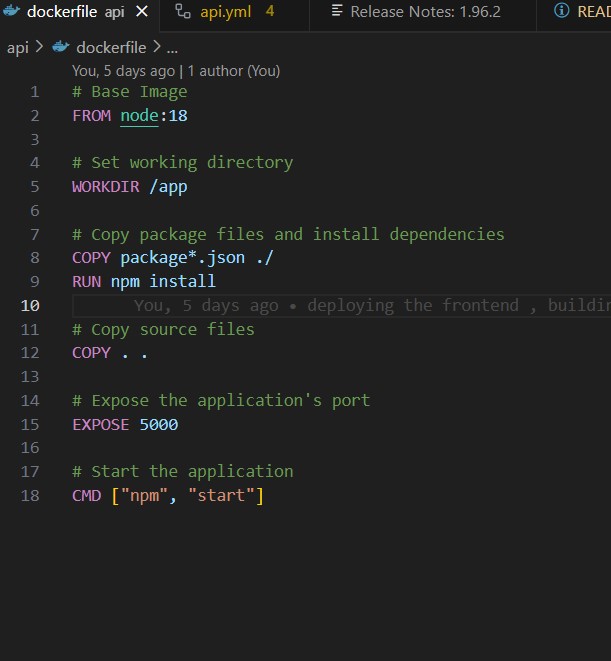 dockerfile api × api.yml 4 Release Notes: 1.96.2 READ
api > dockerfile > ...
You, 5 days ago | 1 author (You)
1 # Base Image
2 FROM node:18
3
4 # Set working directory
5 WORKDIR /app
6
7 # Copy package files and install dependencies
8 COPY package*.json ./
9 RUN npm install
10 You, 5 days ago • deploying the frontend , buildin
11 # Copy source files
12 COPY . .
13
14 # Expose the application's port
15 EXPOSE 5000
16
17 # Start the application
18 CMD ["npm", "start"]